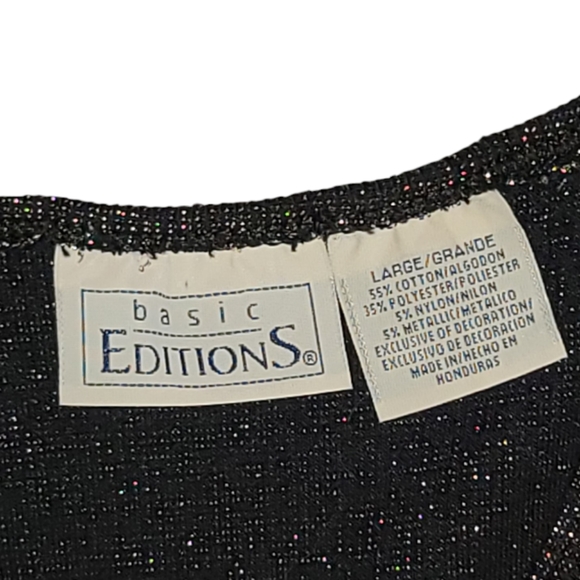 basic
EDITIONS®
LARGE/GRANDE
55% COTTON/ALGODON
35% POLYESTER/POLIESTER
5% NYLON/NILON
5% METALLIC/METALICO
EXCLUSIVE OF DECORATION/
EXCLUSIVO DE DECORACION
MADE IN/HECHO EN
HONDURAS